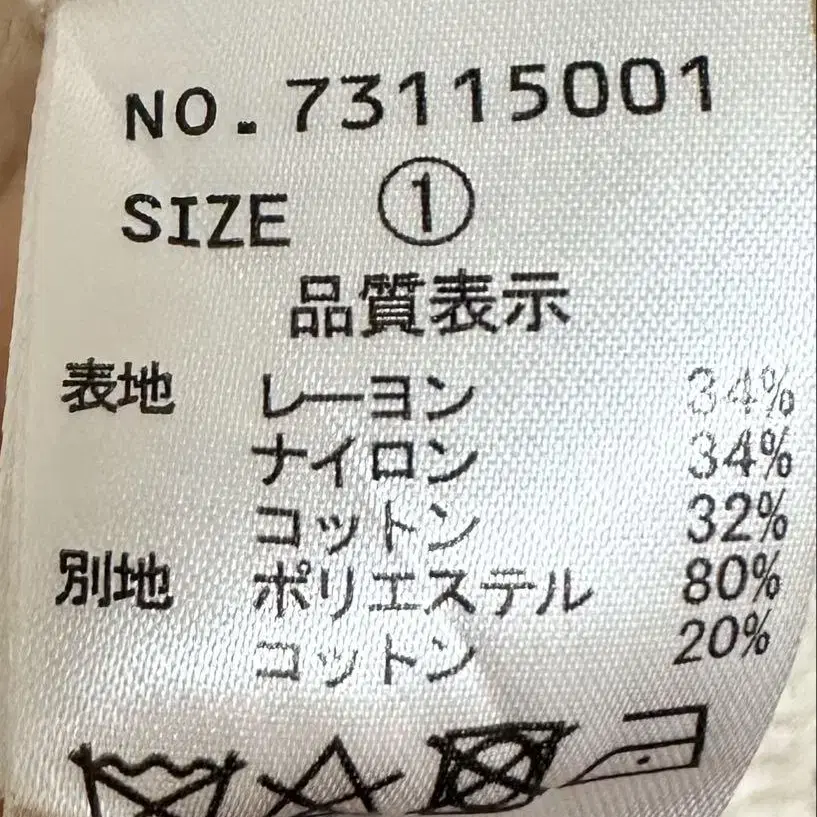 NO.73115001
SIZE ①
品質表示
表地 レーヨン 34%
ナイロン 34%
コットン 32%
別地 ポリエステル 80%
コットン 20%